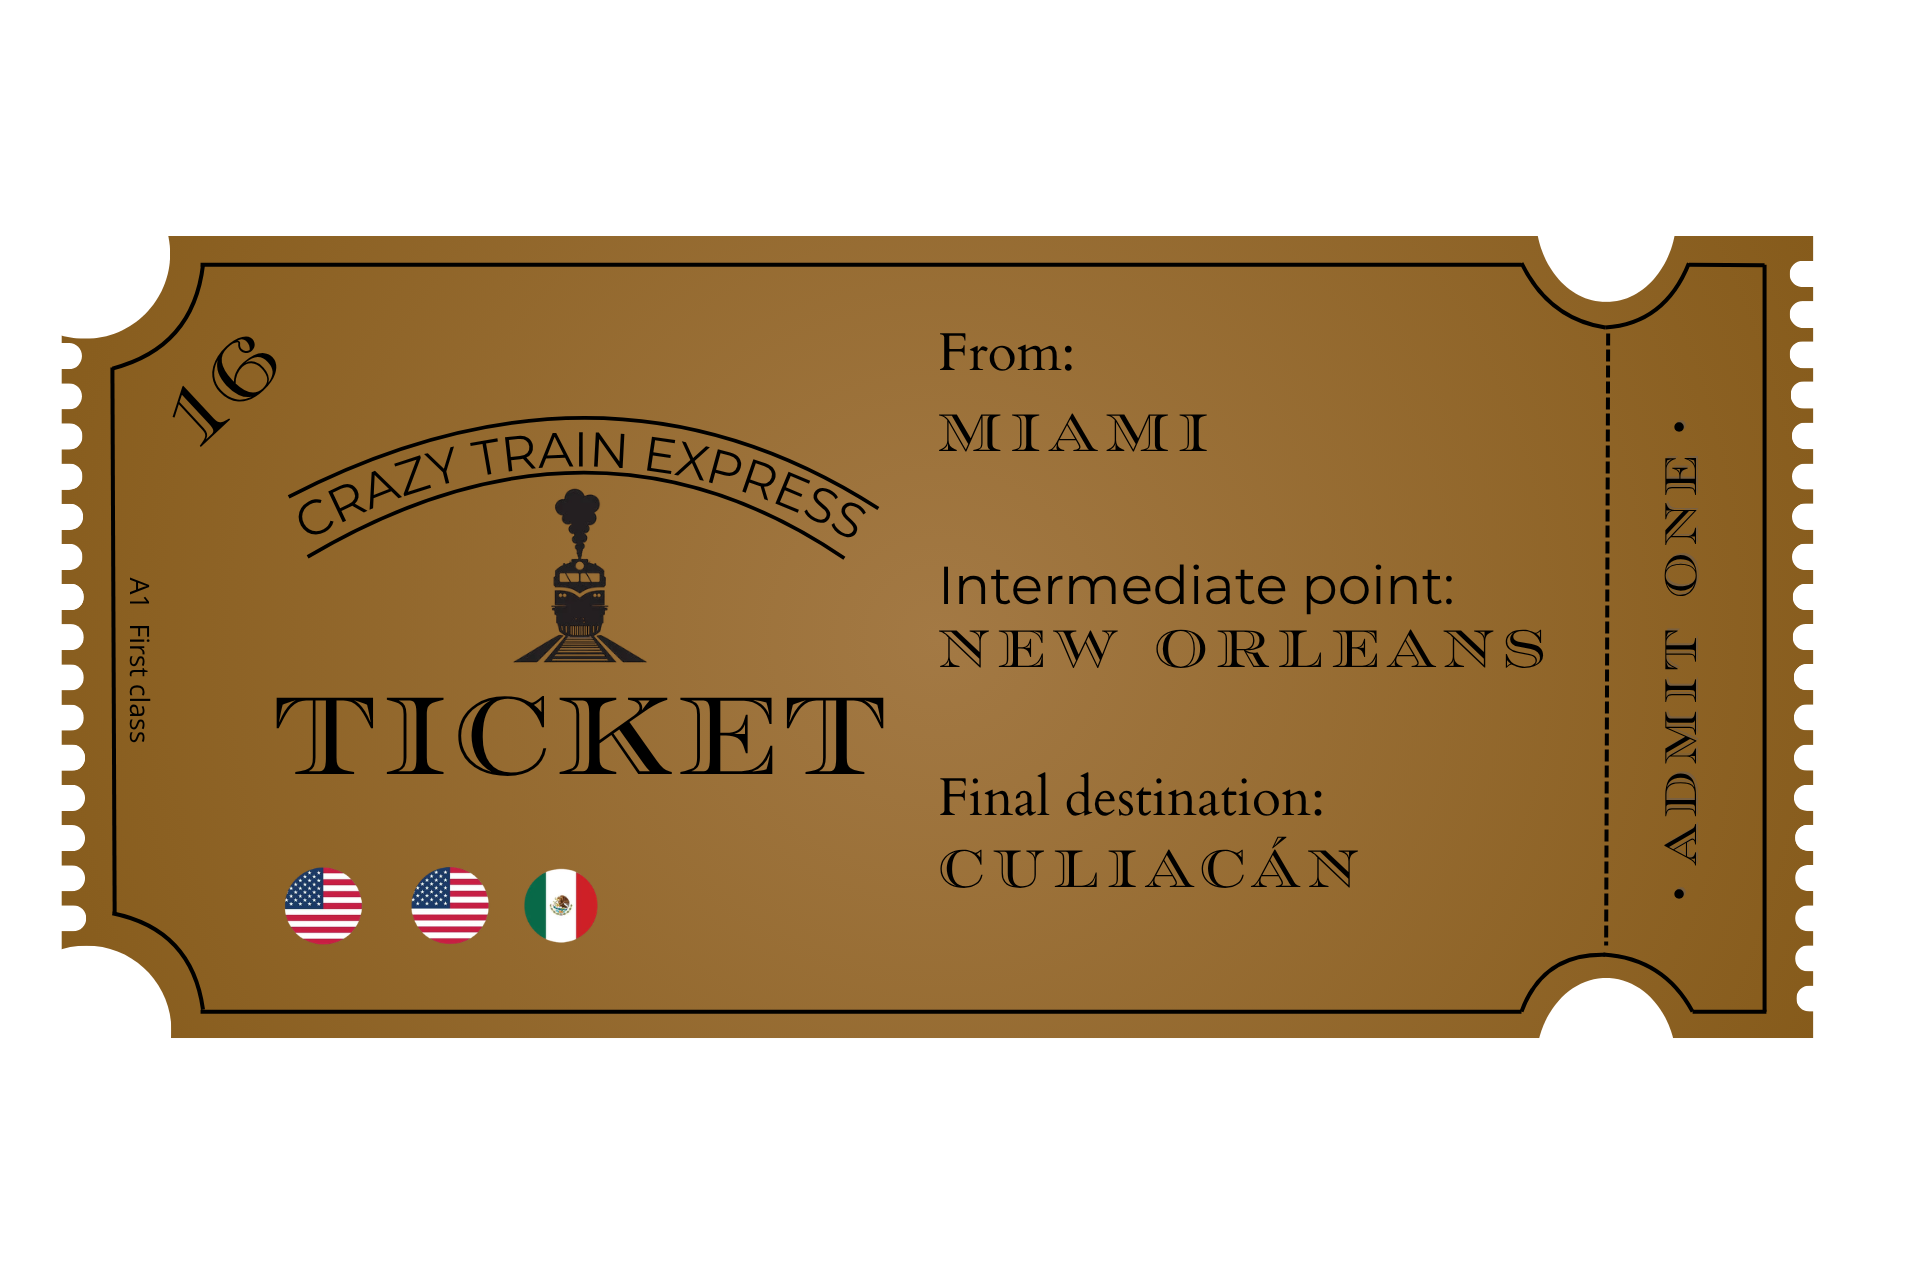 16
CRAZY TRAIN EXPRESS
TICKET
A1 First class
From:
MIAMI
Intermediate point:
NEW ORLEANS
Final destination:
CULIACÁN
• ADMIT ONE •